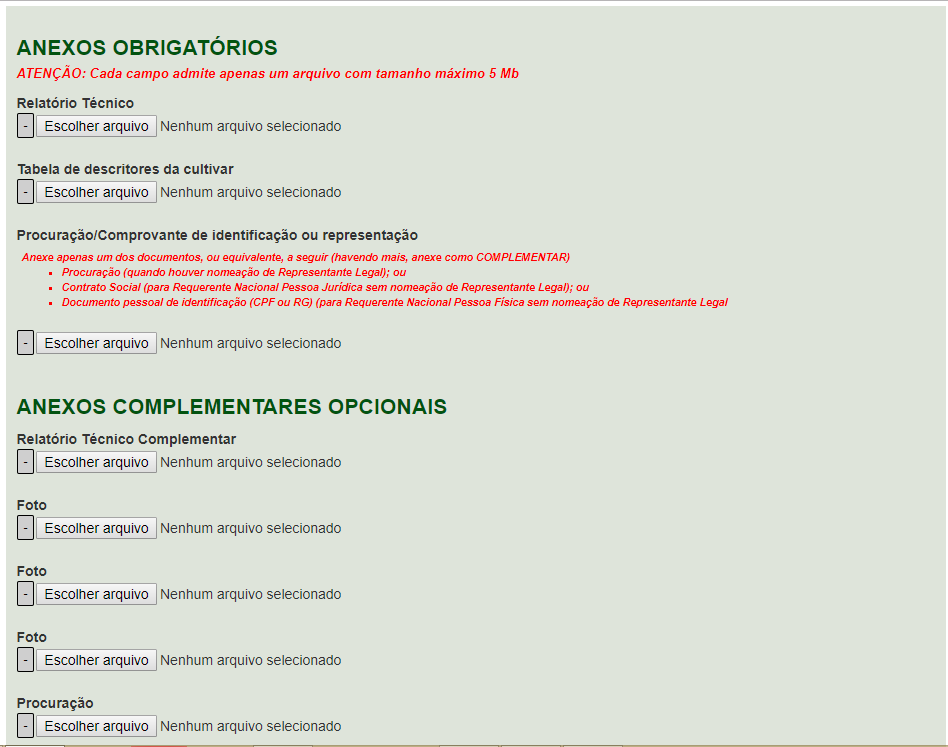 ANEXOS OBRIGATÓRIOS
ATENÇÃO: Cada campo admite apenas um arquivo com tamanho máximo 5 Mb
Relatório Técnico
- Escolher arquivo Nenhum arquivo selecionado
Tabela de descritores da cultivar
- Escolher arquivo Nenhum arquivo selecionado
Procuração/Comprovante de identificação ou representação
Anexe apenas um dos documentos, ou equivalente, a seguir (havendo mais, anexe como COMPLEMENTAR)
▪ Procuração (quando houver nomeação de Representante Legal); ou
▪ Contrato Social (para Requerente Nacional Pessoa Jurídica sem nomeação de Representante Legal); ou
▪ Documento pessoal de identificação (CPF ou RG) (para Requerente Nacional Pessoa Física sem nomeação de Representante Legal
- Escolher arquivo Nenhum arquivo selecionado
ANEXOS COMPLEMENTARES OPCIONAIS
Relatório Técnico Complementar
- Escolher arquivo Nenhum arquivo selecionado
Foto
- Escolher arquivo Nenhum arquivo selecionado
Foto
- Escolher arquivo Nenhum arquivo selecionado
Foto
- Escolher arquivo Nenhum arquivo selecionado
Procuração
- Escolher arquivo Nenhum arquivo selecionado